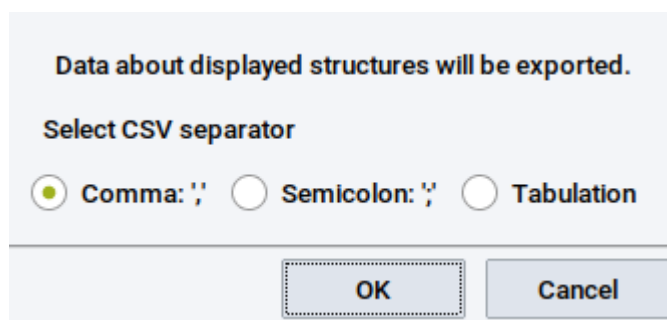 Data about displayed structures will be exported.
Select CSV separator
Comma: ',' Semicolon: ';' Tabulation
OK Cancel